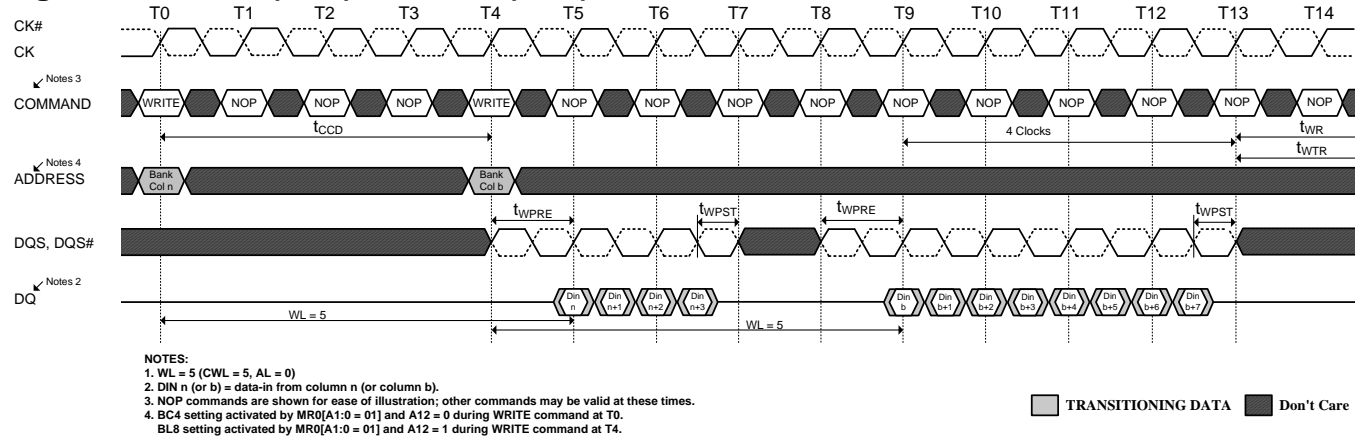 T0 T1 T2 T3 T4 T5 T6 T7 T8 T9 T10 T11 T12 T13 T14
CK#
CK
Notes 3
COMMAND WRITE NOP NOP NOP WRITE NOP NOP NOP NOP NOP NOP NOP NOP NOP NOP
tCCD 4 Clocks tWR
tWTR
Notes 4
ADDRESS
Bank Bank
Col n Col b
tWPRE tWPST tWPRE tWPST
DQS, DQS#
Notes 2
DQ
Din Din Din Din Din Din Din Din Din Din Din Din
n n+1 n+2 n+3 b b+1 b+2 b+3 b+4 b+5 b+6 b+7
WL = 5
WL = 5
NOTES:
1. WL = 5 (CWL = 5, AL = 0)
2. DIN n (or b) = data-in from column n (or column b).
3. NOP commands are shown for ease of illustration; other commands may be valid at these times.
4. BC4 setting activated by MR0[A1:0 = 01] and A12 = 0 during WRITE command at T0.
BL8 setting activated by MR0[A1:0 = 01] and A12 = 1 during WRITE command at T4.
TRANSITIONING DATA Don't Care